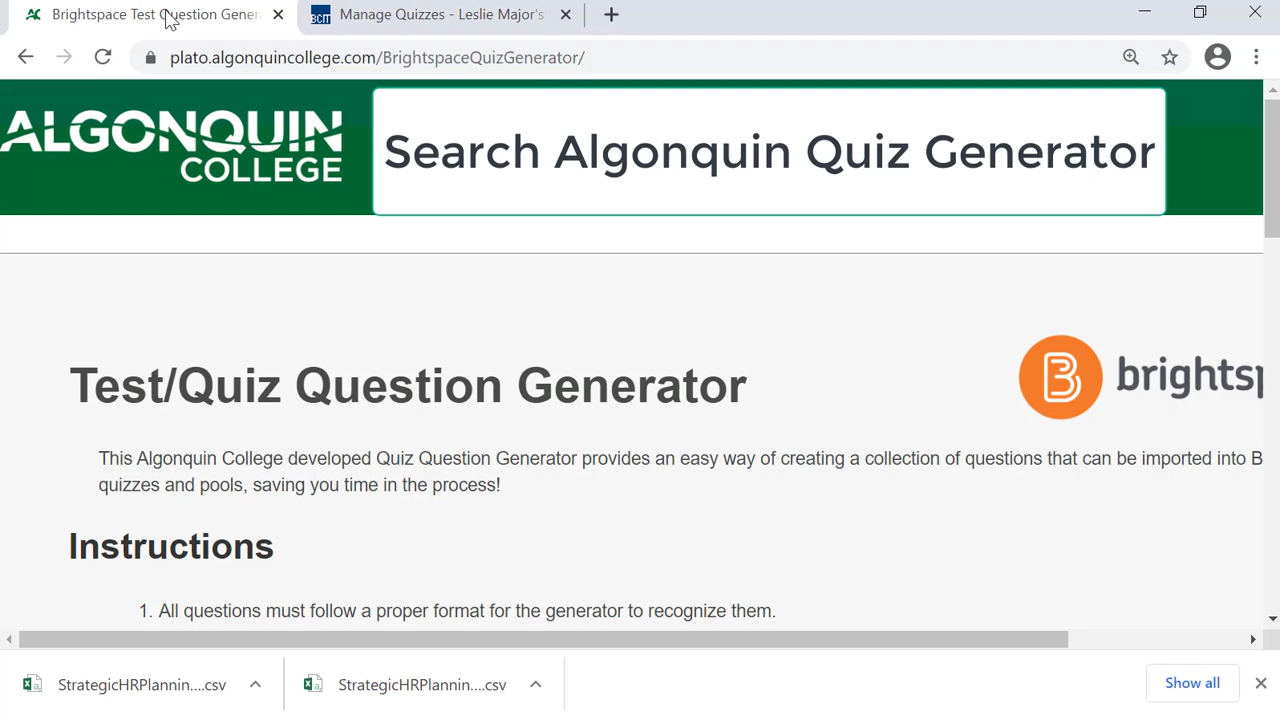 Brightspace Test Question Gener
Manage Quizzes - Leslie Major's
plato.algonquincollege.com/BrightspaceQuizGenerator/
ALGONQUIN
COLLEGE
Search Algonquin Quiz Generator
Test/Quiz Question Generator
brightsp
This Algonquin College developed Quiz Question Generator provides an easy way of creating a collection of questions that can be imported into B
quizzes and pools, saving you time in the process!
Instructions
1. All questions must follow a proper format for the generator to recognize them.
StrategicHRPlannin....csv
StrategicHRPlannin....csv
Show all